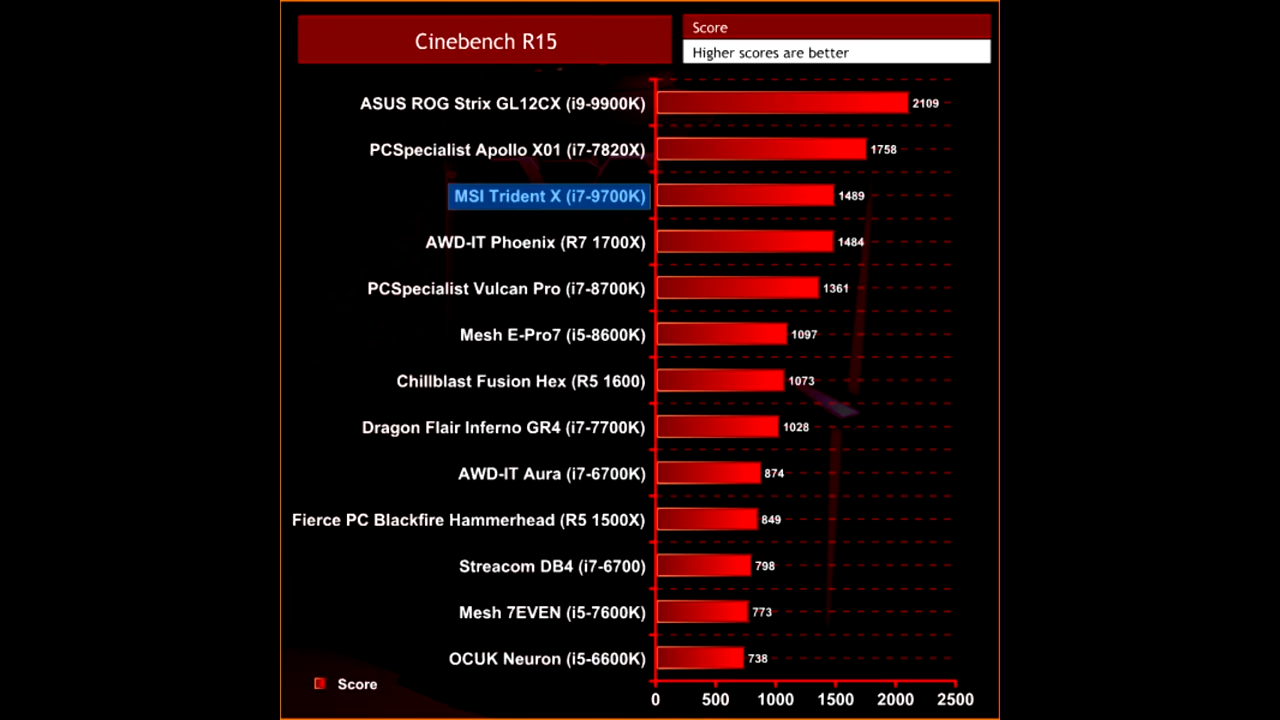 Cinebench R15
Score
Higher scores are better
ASUS ROG Strix GL12CX (i9-9900K) 2109
PCSpecialist Apollo X01 (i7-7820X) 1758
MSI Trident X (i7-9700K) 1489
AWD-IT Phoenix (R7 1700X) 1484
PCSpecialist Vulcan Pro (i7-8700K) 1361
Mesh E-Pro7 (i5-8600K) 1097
Chillblast Fusion Hex (R5 1600) 1073
Dragon Flair Inferno GR4 (i7-7700K) 1028
AWD-IT Aura (i7-6700K) 874
Fierce PC Blackfire Hammerhead (R5 1500X) 849
Streacom DB4 (i7-6700) 798
Mesh 7EVEN (i5-7600K) 773
OCUK Neuron (i5-6600K) 738
Score
0 500 1000 1500 2000 2500